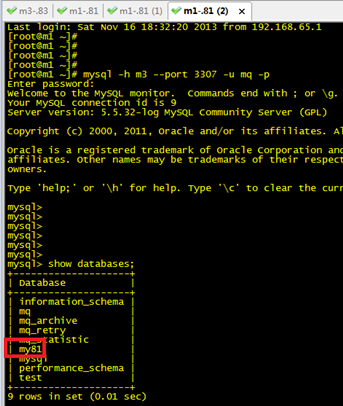 m3-.83 m1-.81 m1-.81 (1) m1-.81 (2)
Last login: Sat Nov 16 18:32:20 2013 from 192.168.65.1
[root@m1 ~]#
[root@m1 ~]#
[root@m1 ~]#
[root@m1 ~]#
[root@m1 ~]# mysql -h m3 --port 3307 -u mq -p
Enter password:
Welcome to the MySQL monitor.  Commands end with ; or \g.
Your MySQL connection id is 9
Server version: 5.5.32-log MySQL Community Server (GPL)
Copyright (c) 2000, 2011, Oracle and/or its affiliates. Al
Oracle is a registered trademark of Oracle Corporation and
affiliates. Other names may be trademarks of their respect
owners.
Type 'help;' or '\h' for help. Type '\c' to clear the curr
mysql>
mysql>
mysql>
mysql>
mysql>
mysql> show databases;
+--------------------+
| Database           |
+--------------------+
| information_schema |
| mq                 |
| mq_archive         |
| mq_retry           |
| mq_statistic       |
| my81               |
| mysql              |
| performance_schema |
| test               |
+--------------------+
9 rows in set (0.01 sec)